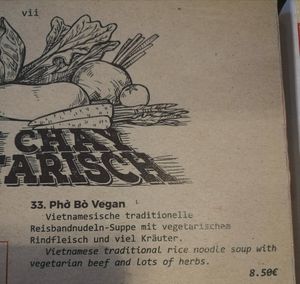 vii
CHAY
TARISCH
33. Phở Bò Vegan
Vietnamesische traditionelle
Reisbandnudeln-Suppe mit vegetarischem
Rindfleisch und viel Kräuter.
Vietnamese traditional rice noodle soup with
vegetarian beef and lots of herbs.
8.50€